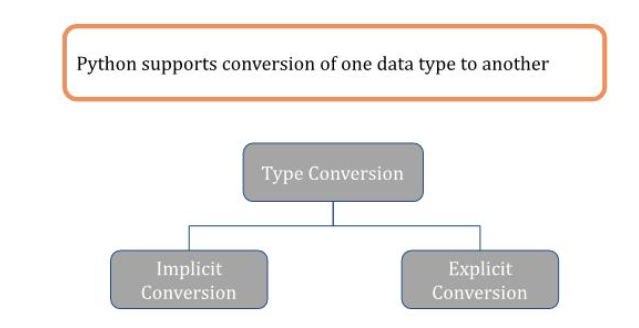 Python supports conversion of one data type to another
Type Conversion
Implicit
Conversion
Explicit
Conversion